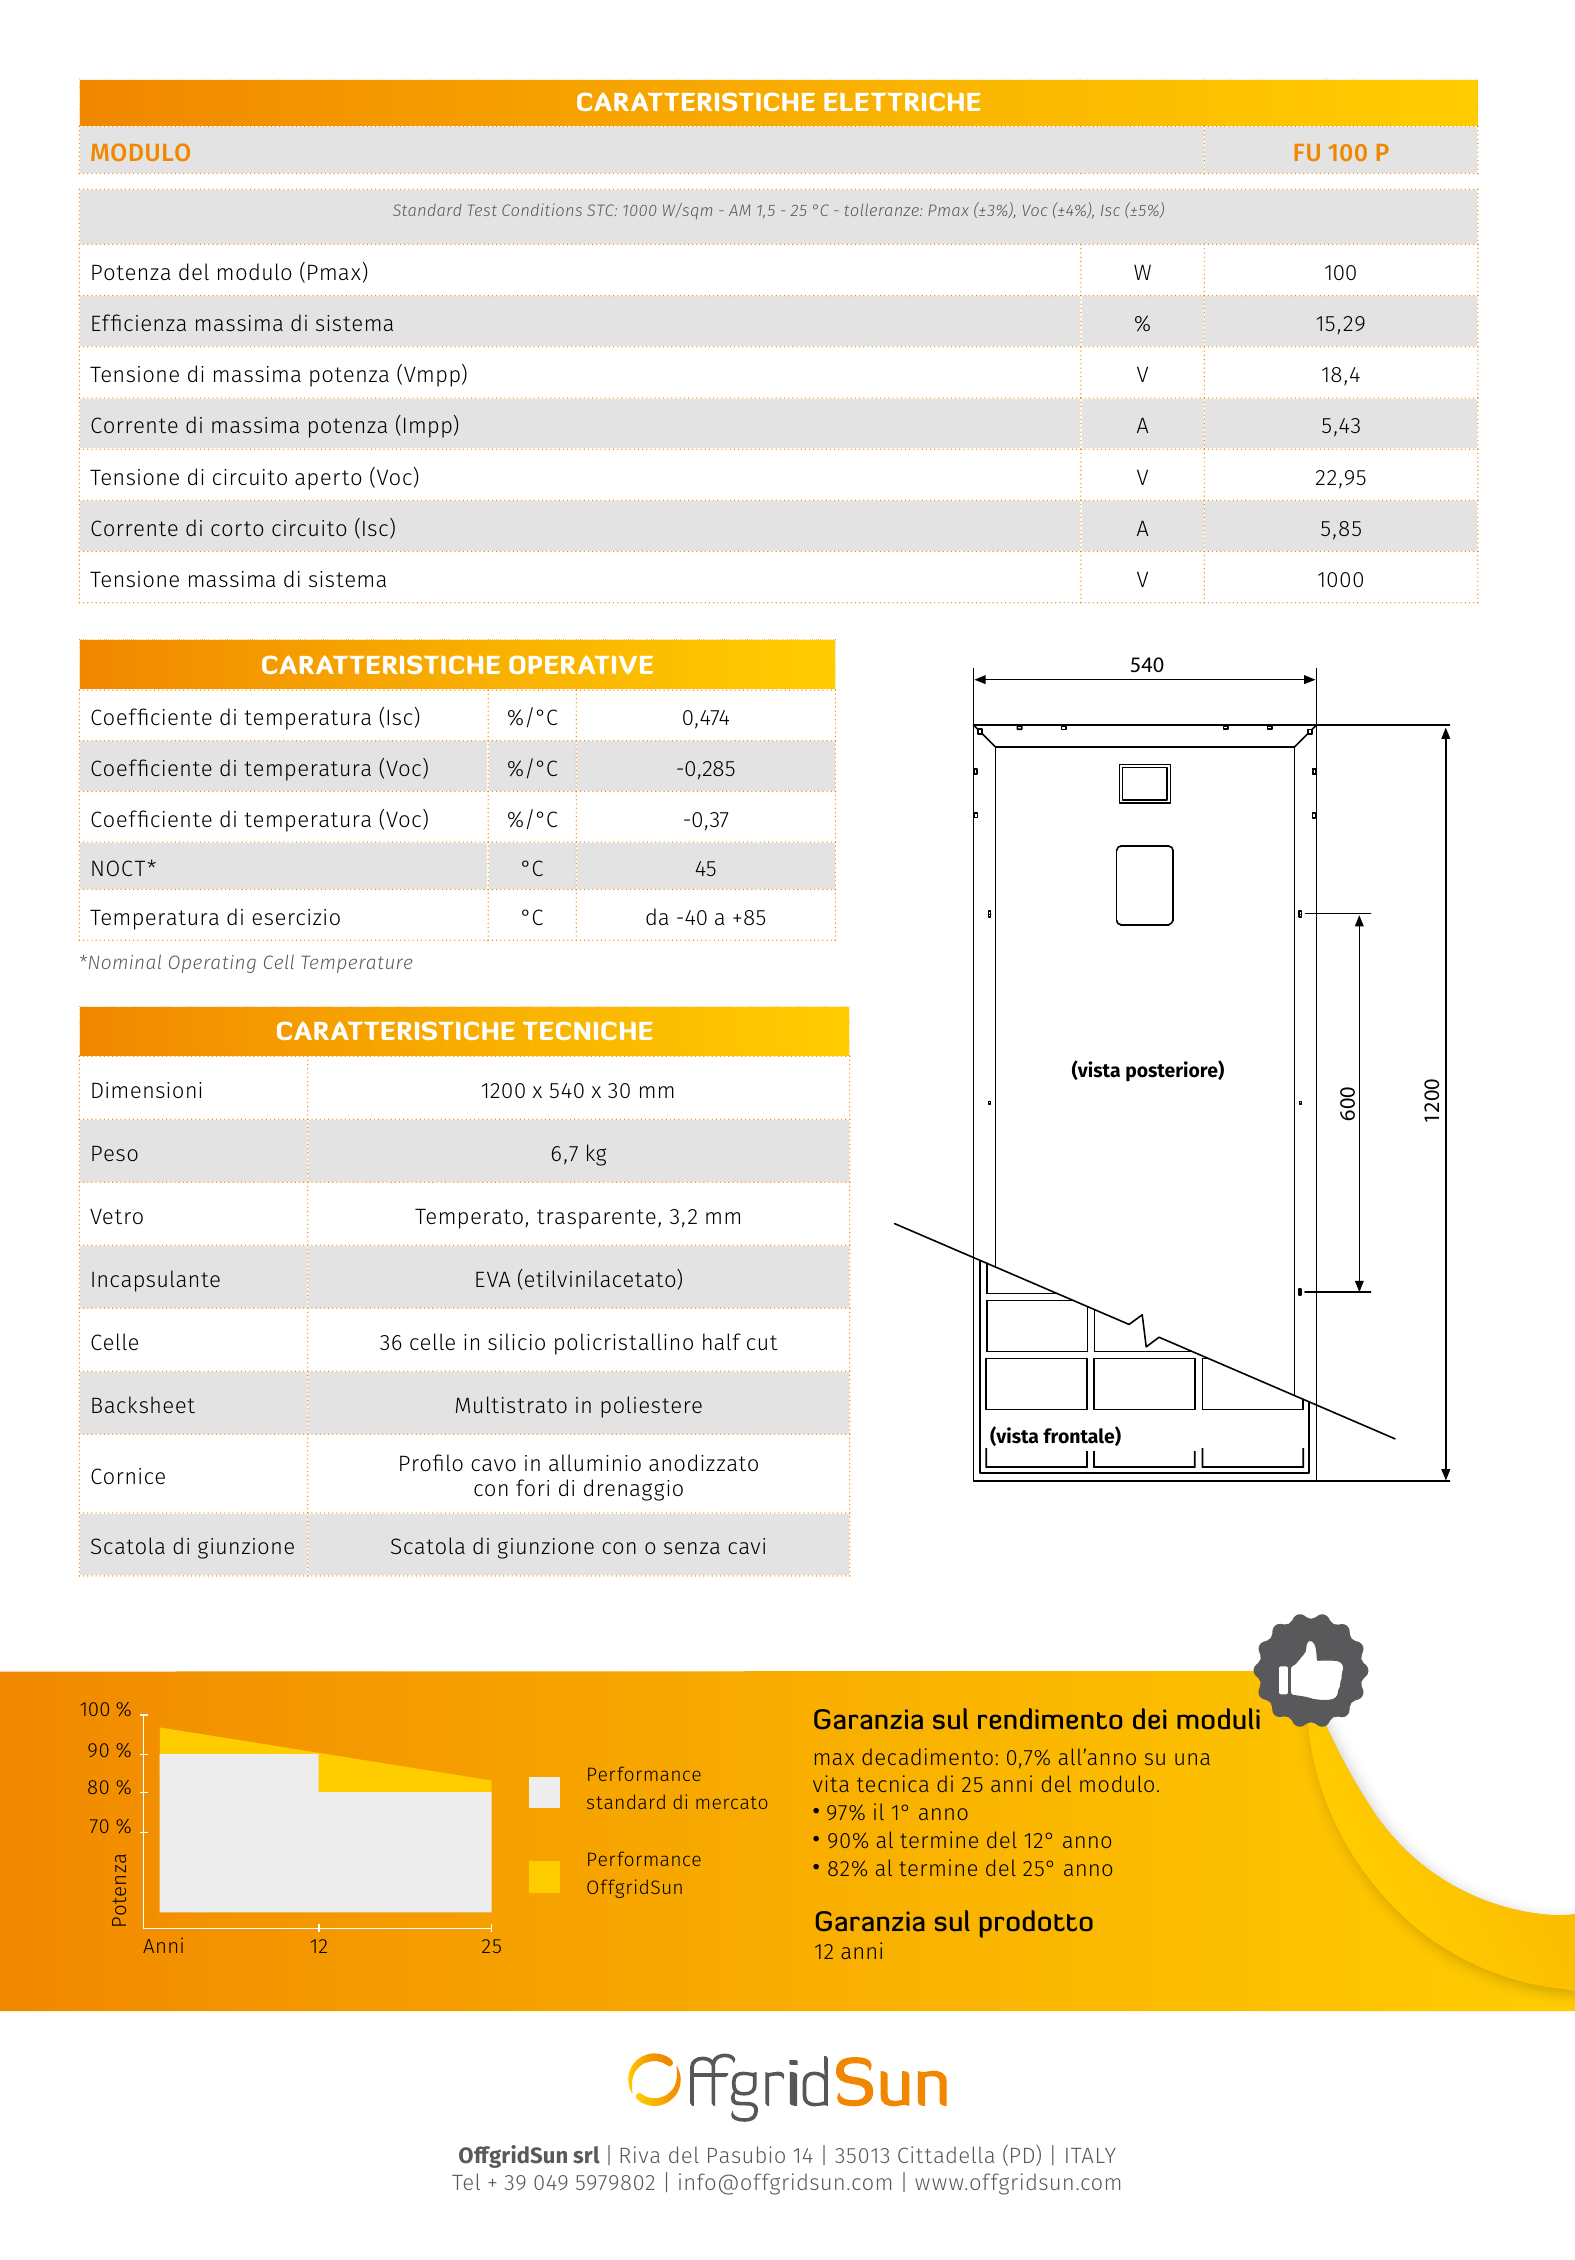 CARATTERISTICHE ELETTRICHE
MODULO FU 100 P
Standard Test Conditions STC: 1000 W/sqm - AM 1,5 - 25 °C - tolleranze: Pmax (±3%), Voc (±4%), Isc (±5%)
Potenza del modulo (Pmax) W 100
Efficienza massima di sistema % 15,29
Tensione di massima potenza (Vmpp) V 18,4
Corrente di massima potenza (Impp) A 5,43
Tensione di circuito aperto (Voc) V 22,95
Corrente di corto circuito (Isc) A 5,85
Tensione massima di sistema V 1000
CARATTERISTICHE OPERATIVE
Coefficiente di temperatura (Isc) %/°C 0,474
Coefficiente di temperatura (Voc) %/°C -0,285
Coefficiente di temperatura (Voc) %/°C -0,37
NOCT* °C 45
Temperatura di esercizio °C da -40 a +85
*Nominal Operating Cell Temperature
CARATTERISTICHE TECNICHE
Dimensioni 1200 x 540 x 30 mm
Peso 6,7 kg
Vetro Temperato, trasparente, 3,2 mm
Incapsulante EVA (etilvinilacetato)
Celle 36 celle in silicio policristallino half cut
Backsheet Multistrato in poliestere
Cornice Profilo cavo in alluminio anodizzato
con fori di drenaggio
Scatola di giunzione Scatola di giunzione con o senza cavi
540
(vista posteriore)
600
1200
(vista frontale)
100 %
90 %
80 %
70 %
Potenza
Anni 12 25
Performance
standard di mercato
Performance
OffgridSun
Garanzia sul rendimento dei moduli
max decadimento: 0,7% all'anno su una
vita tecnica di 25 anni del modulo.
• 97% il 1° anno
• 90% al termine del 12° anno
• 82% al termine del 25° anno
Garanzia sul prodotto
12 anni
OffgridSun
OffgridSun srl | Riva del Pasubio 14 | 35013 Cittadella (PD) | ITALY
Tel + 39 049 5979802 | info@offgridsun.com | www.offgridsun.com